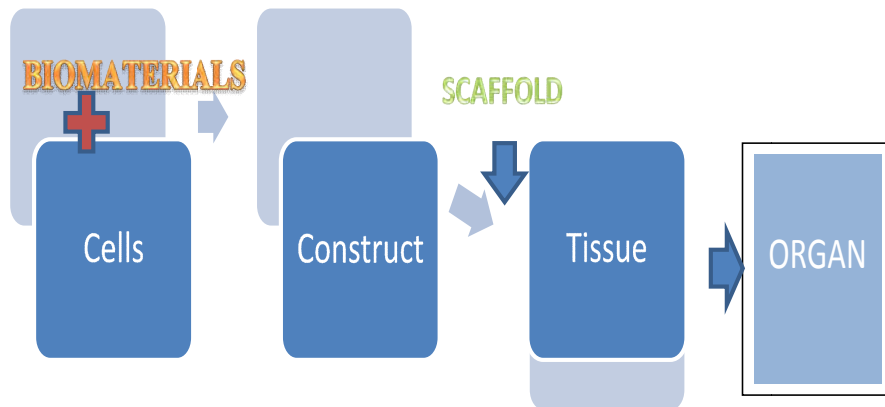 BIOMATERIALS
SCAFFOLD
Cells
Construct
Tissue
ORGAN